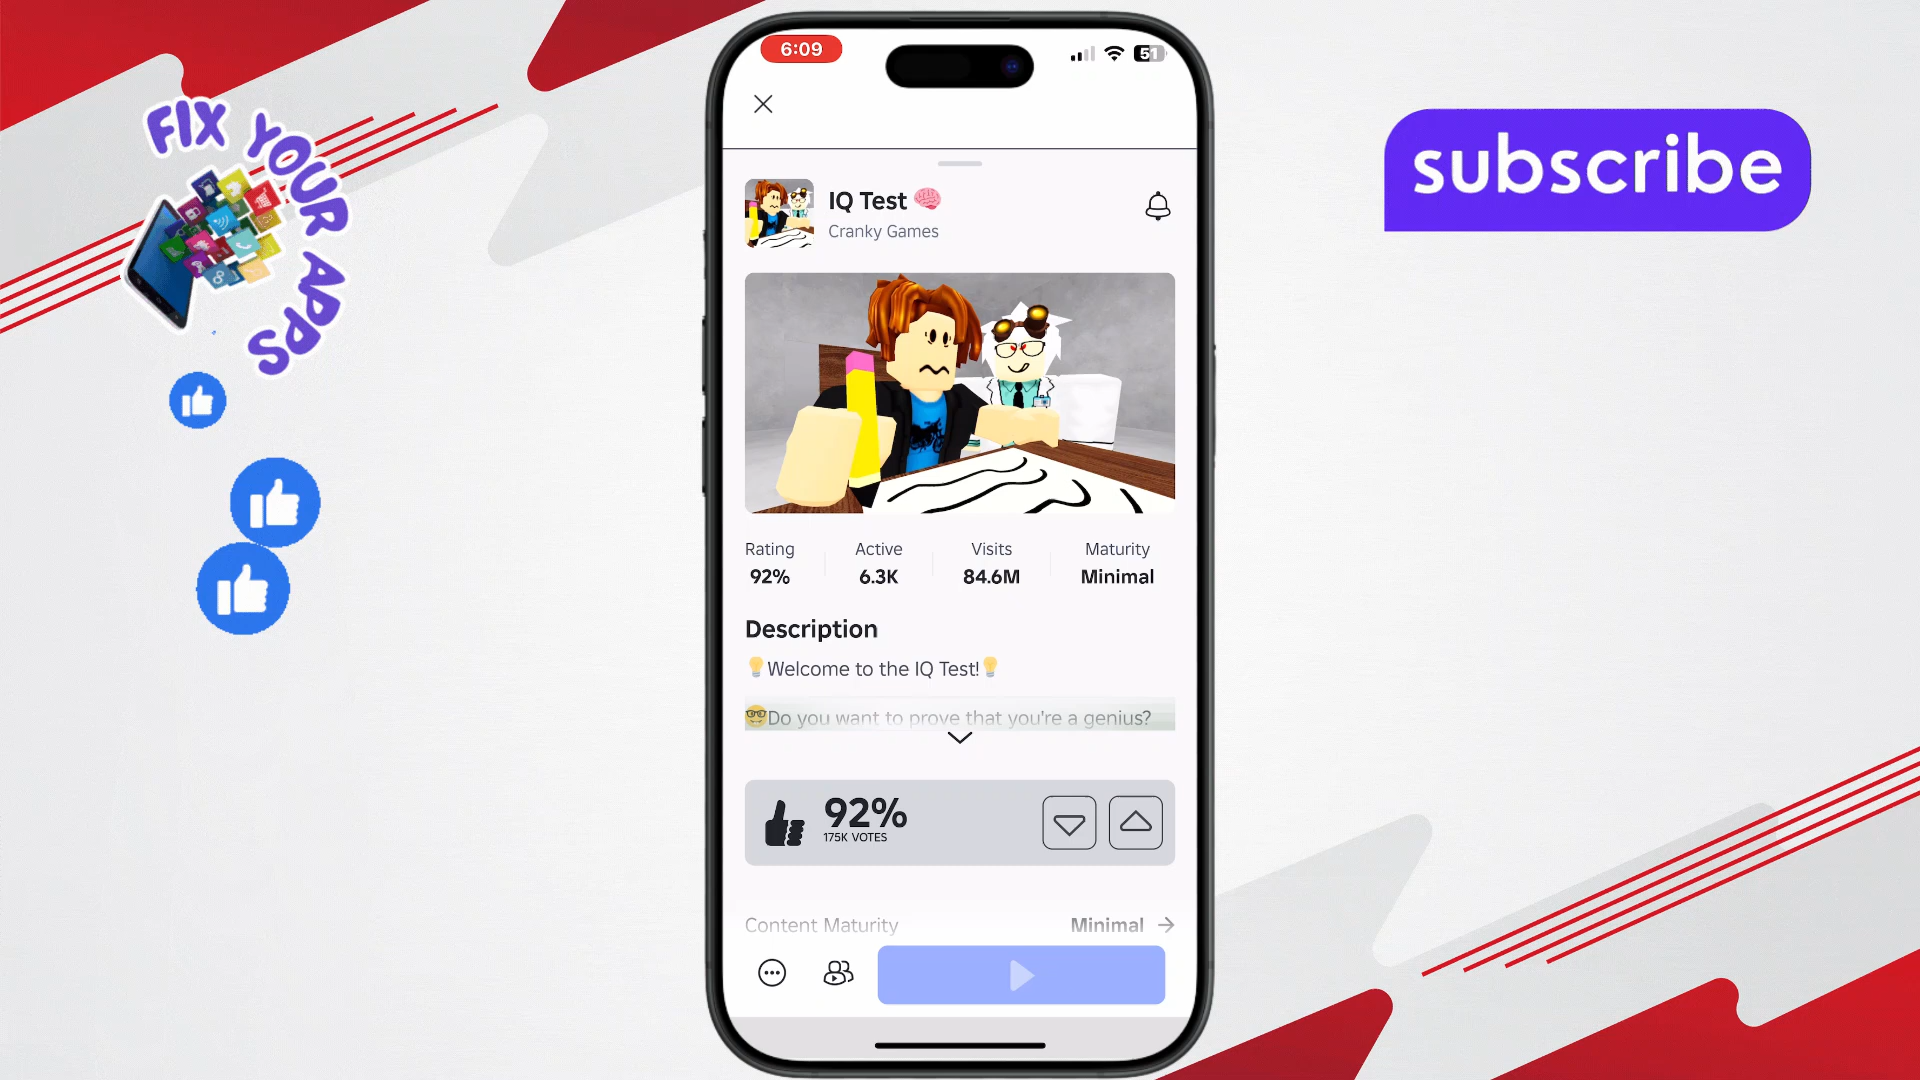 FIX YOUR APPS
6:09
51
subscribe
IQ Test
Cranky Games
Rating
92%
Active
6.3K
Visits
84.6M
Maturity
Minimal
Description
Welcome to the IQ Test!
Do you want to prove that you're a genius?
92%
175K VOTES
Content Maturity
Minimal